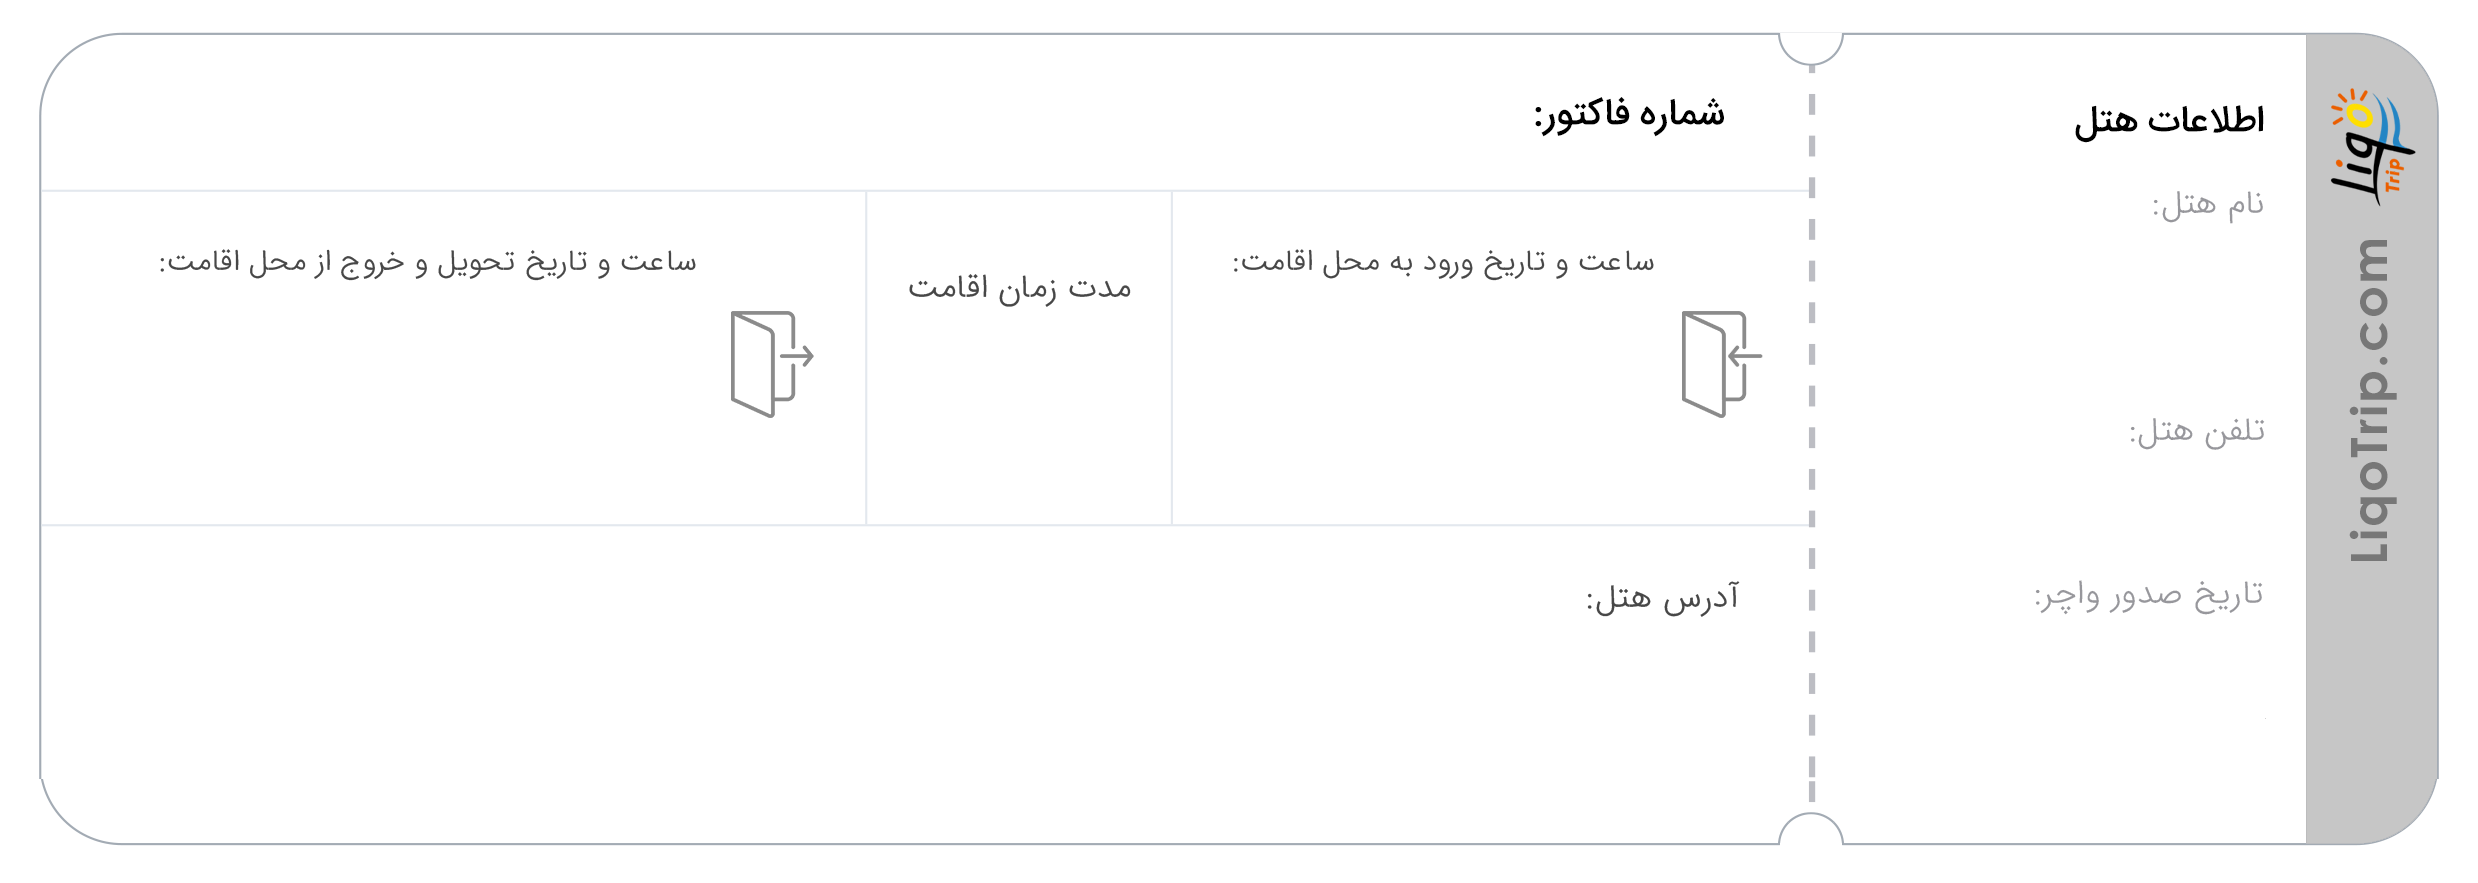 Liqo
Trip
LiqoTrip.com
اطلاعات هتل
نام هتل:
تلفن هتل:
تاریخ صدور واچر:
شماره فاکتور:
ساعت و تاریخ ورود به محل اقامت:
مدت زمان اقامت
ساعت و تاریخ تحویل و خروج از محل اقامت:
آدرس هتل: